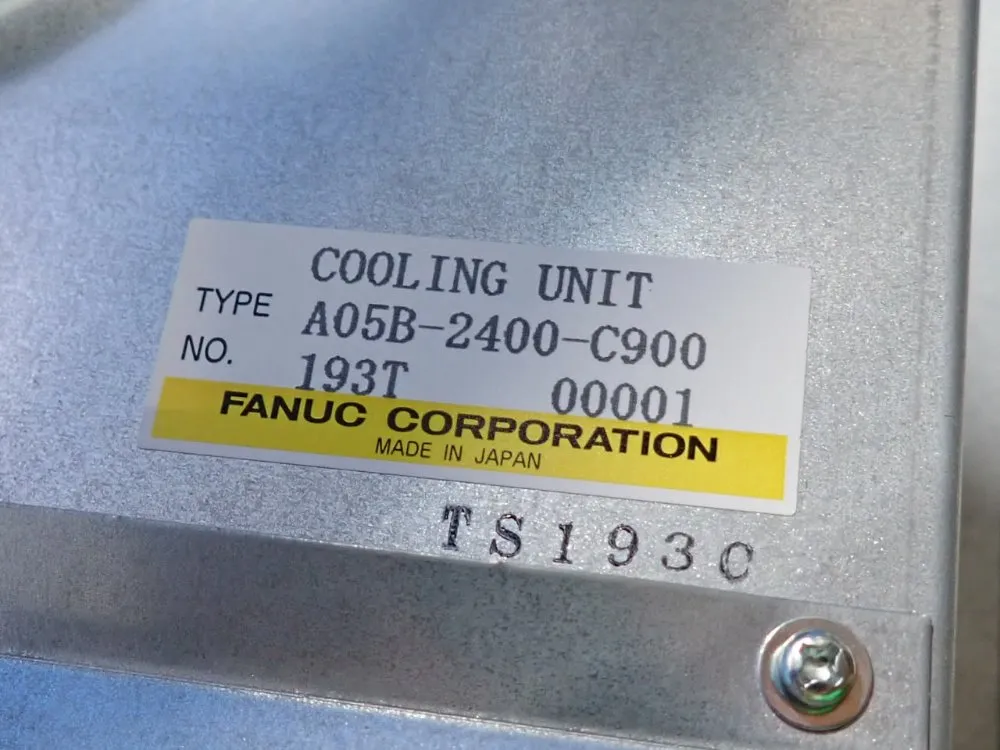 COOLING UNIT
TYPE A05B-2400-C900
NO. 193T 00001
FANUC CORPORATION
MADE IN JAPAN
TS193C